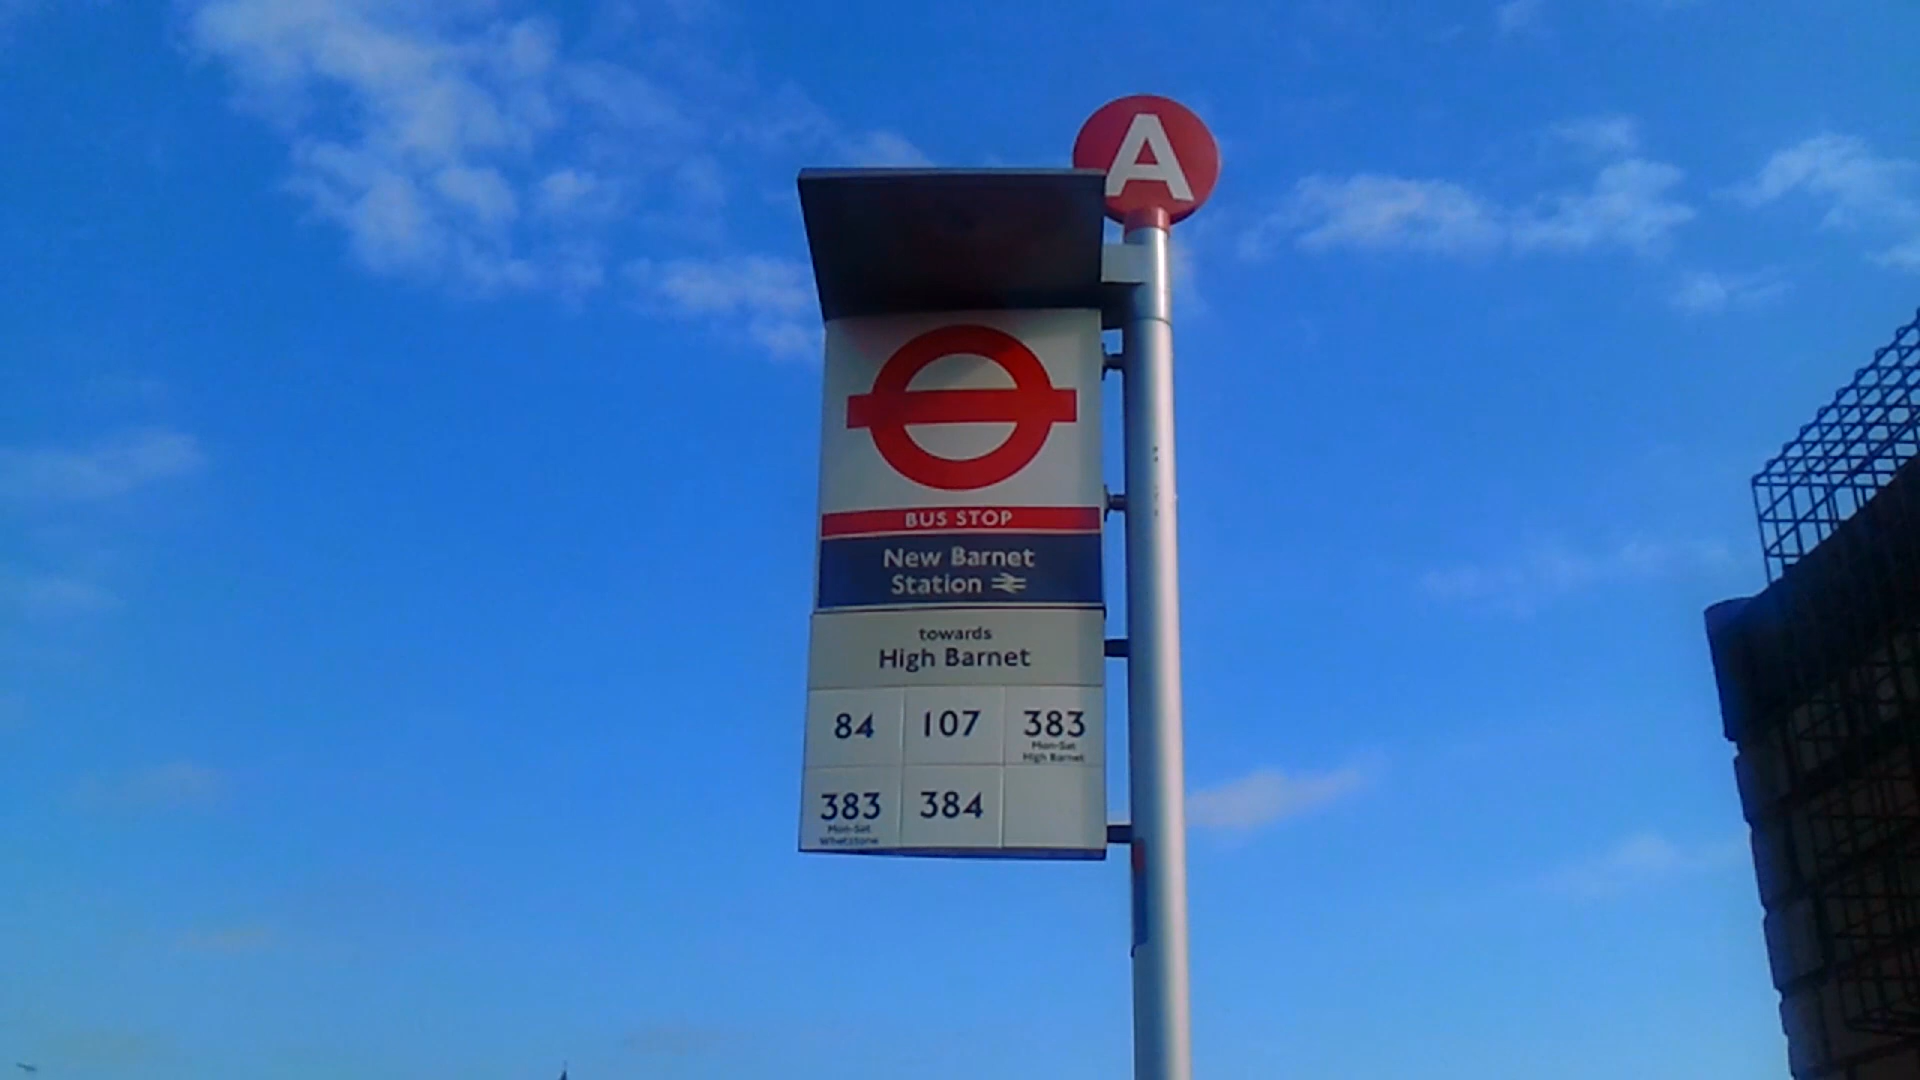 A
BUS STOP
New Barnet
Station
towards
High Barnet
84 107 383
Mon-Sat
High Barnet
383 384
Mon-Sat
Whetstone